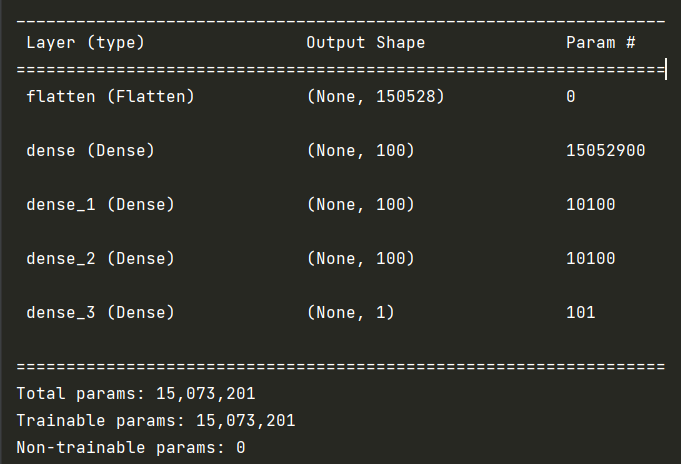 _________________________________________________________________
Layer (type)                Output Shape              Param #
=================================================================
flatten (Flatten)           (None, 150528)            0
dense (Dense)               (None, 100)               15052900
dense_1 (Dense)             (None, 100)               10100
dense_2 (Dense)             (None, 100)               10100
dense_3 (Dense)             (None, 1)                 101
=================================================================
Total params: 15,073,201
Trainable params: 15,073,201
Non-trainable params: 0